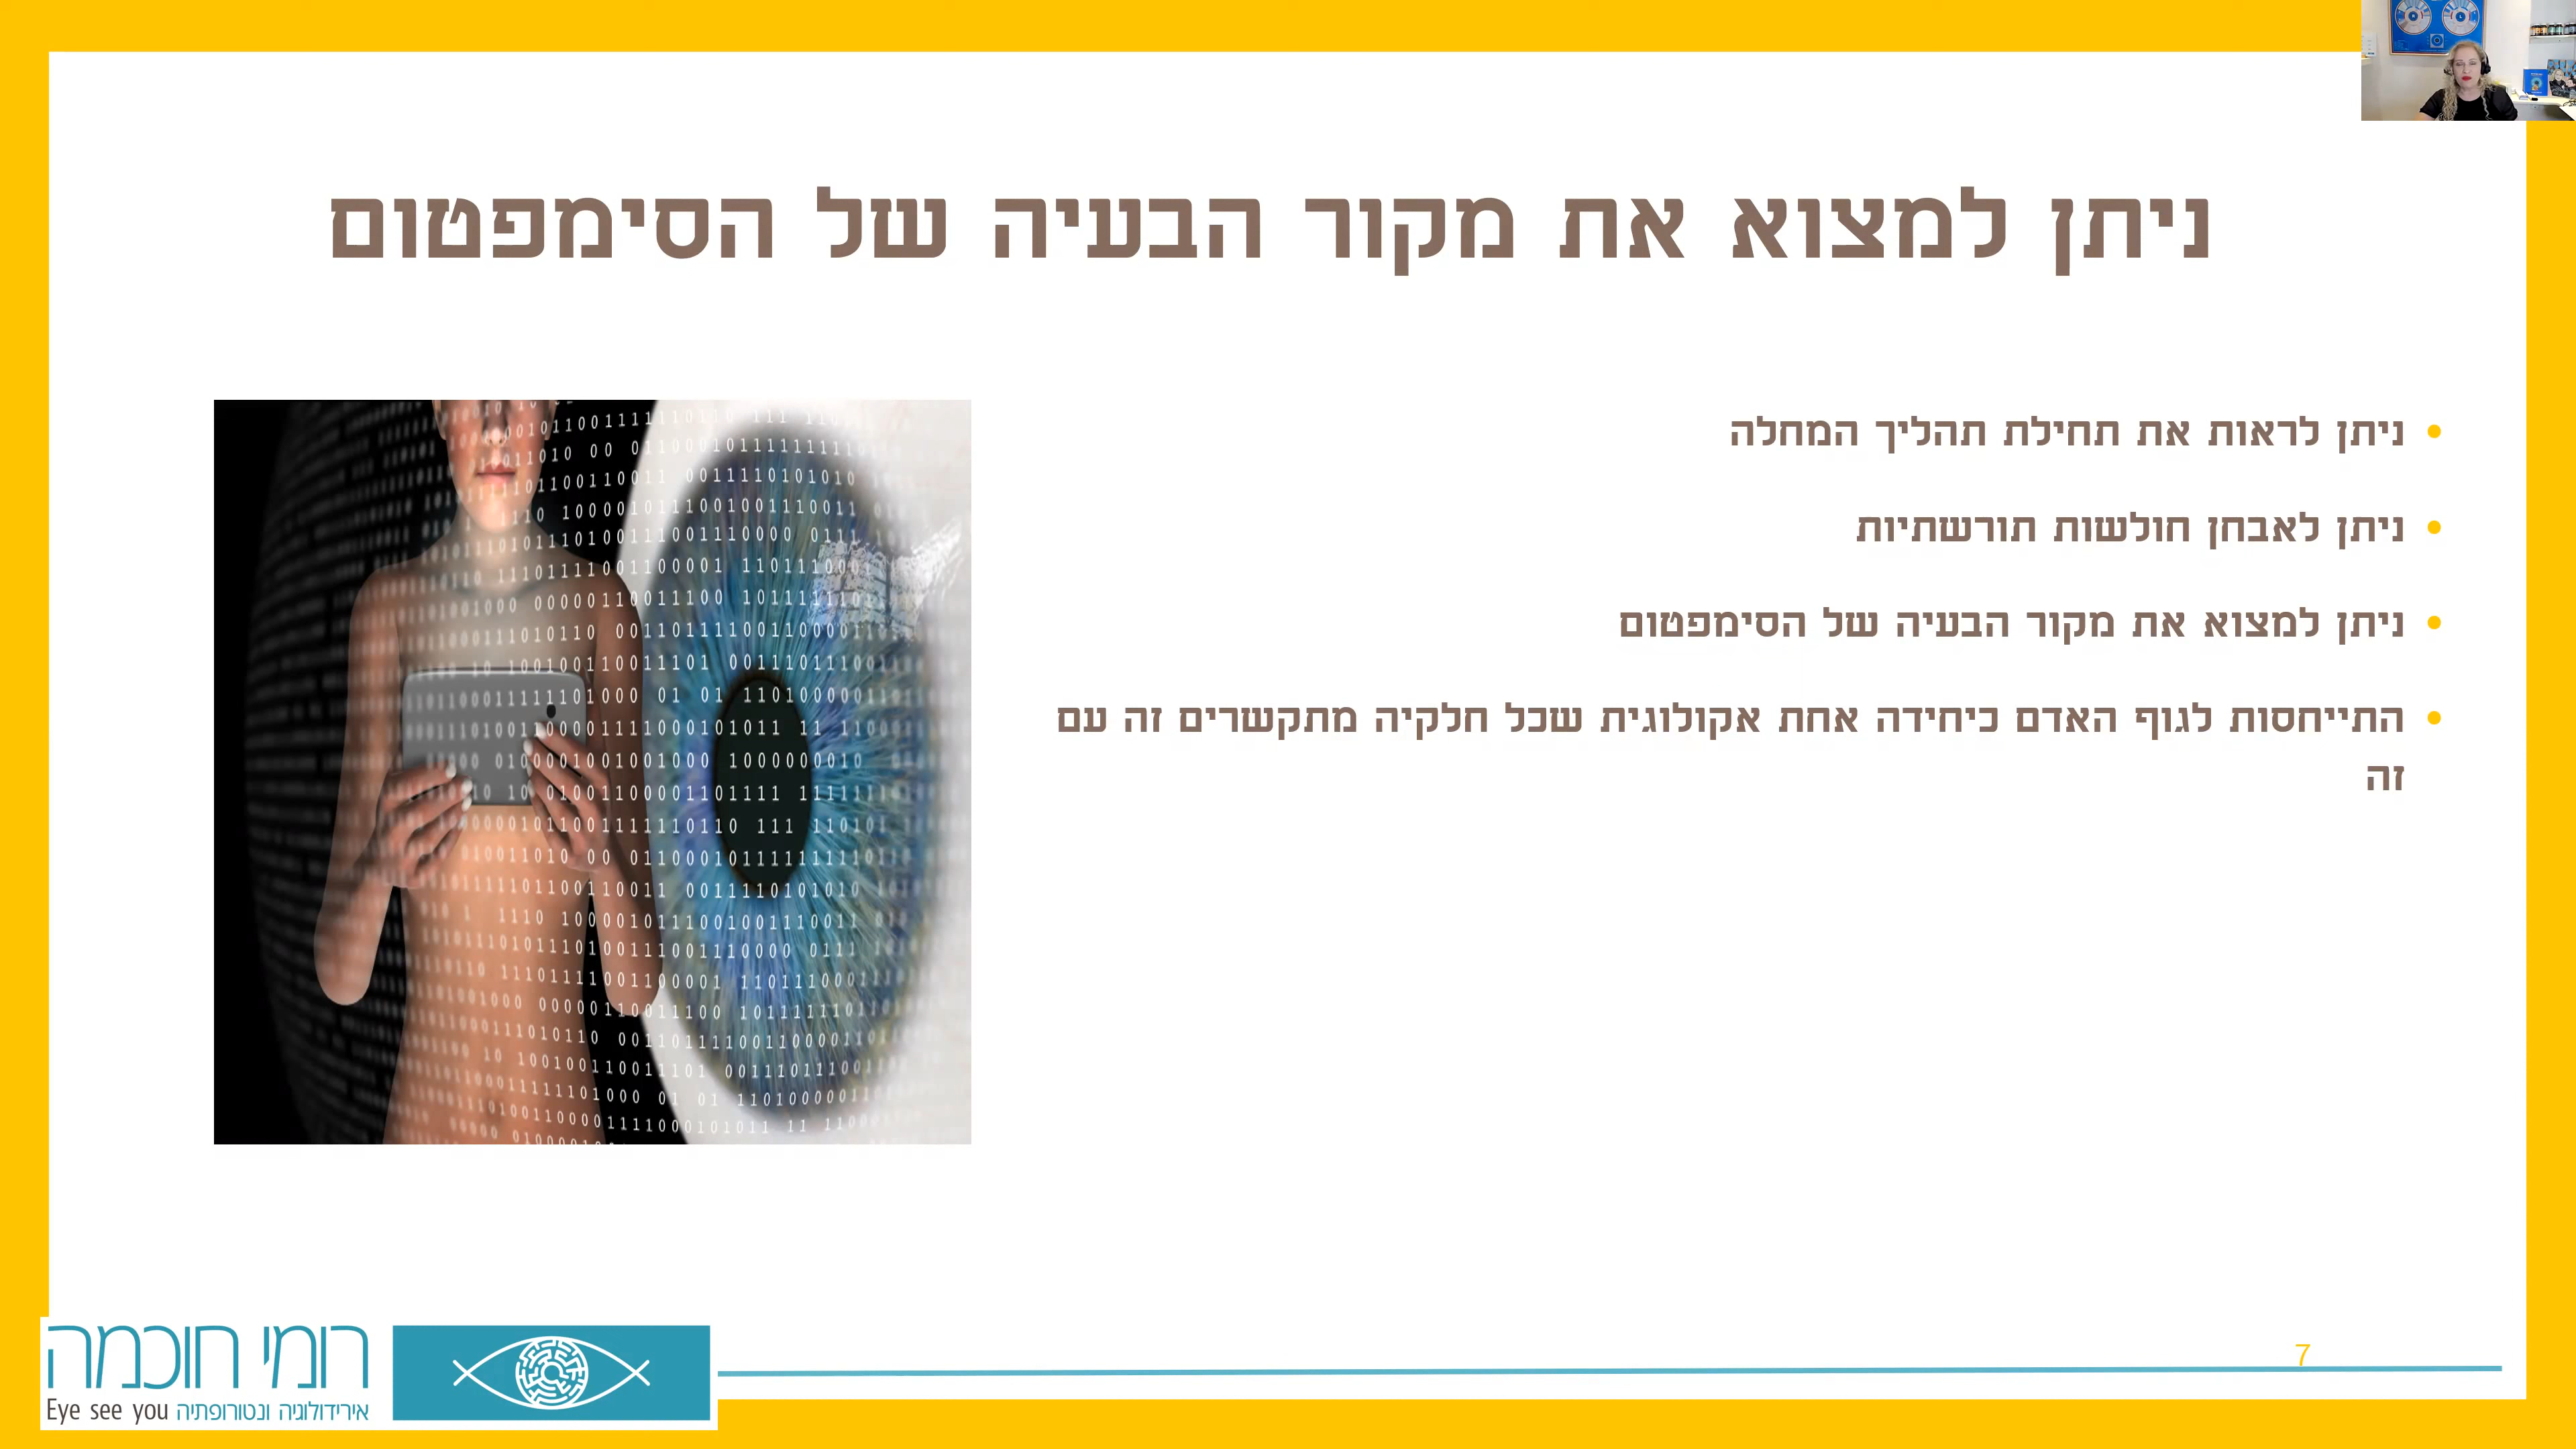 ניתן למצוא את מקור הבעיה של הסימפטום
ניתן לראות את תחילת תהליך המחלה
ניתן לאבחן חולשות תורשתיות
ניתן למצוא את מקור הבעיה של הסימפטום
התייחסות לגוף האדם כיחידה אחת אקולוגית שכל חלקיה מתקשרים זה עם
זה
7
רומי חוכמה
אירידולוגיה ונטורופתיה Eye see you